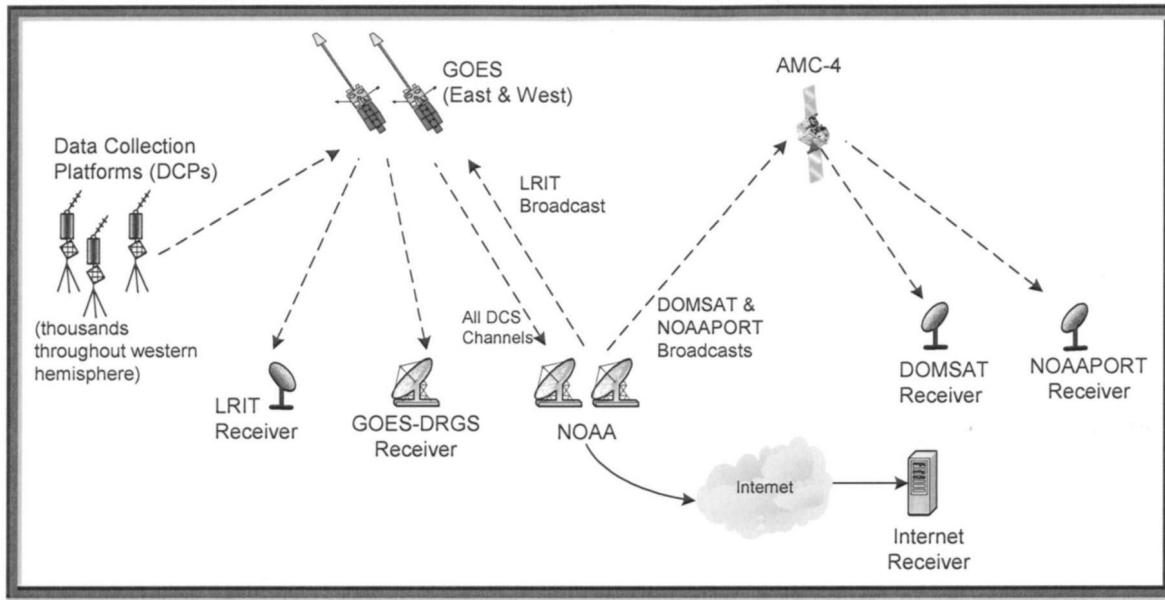 GOES
(East & West)
AMC-4
Data Collection
Platforms (DCPs)
LRIT
Broadcast
(thousands
throughout western
hemisphere)
All DCS
Channels
DOMSAT &
NOAAPORT
Broadcasts
LRIT
Receiver
GOES-DRGS
Receiver
NOAA
DOMSAT
Receiver
NOAAPORT
Receiver
Internet
Internet
Receiver